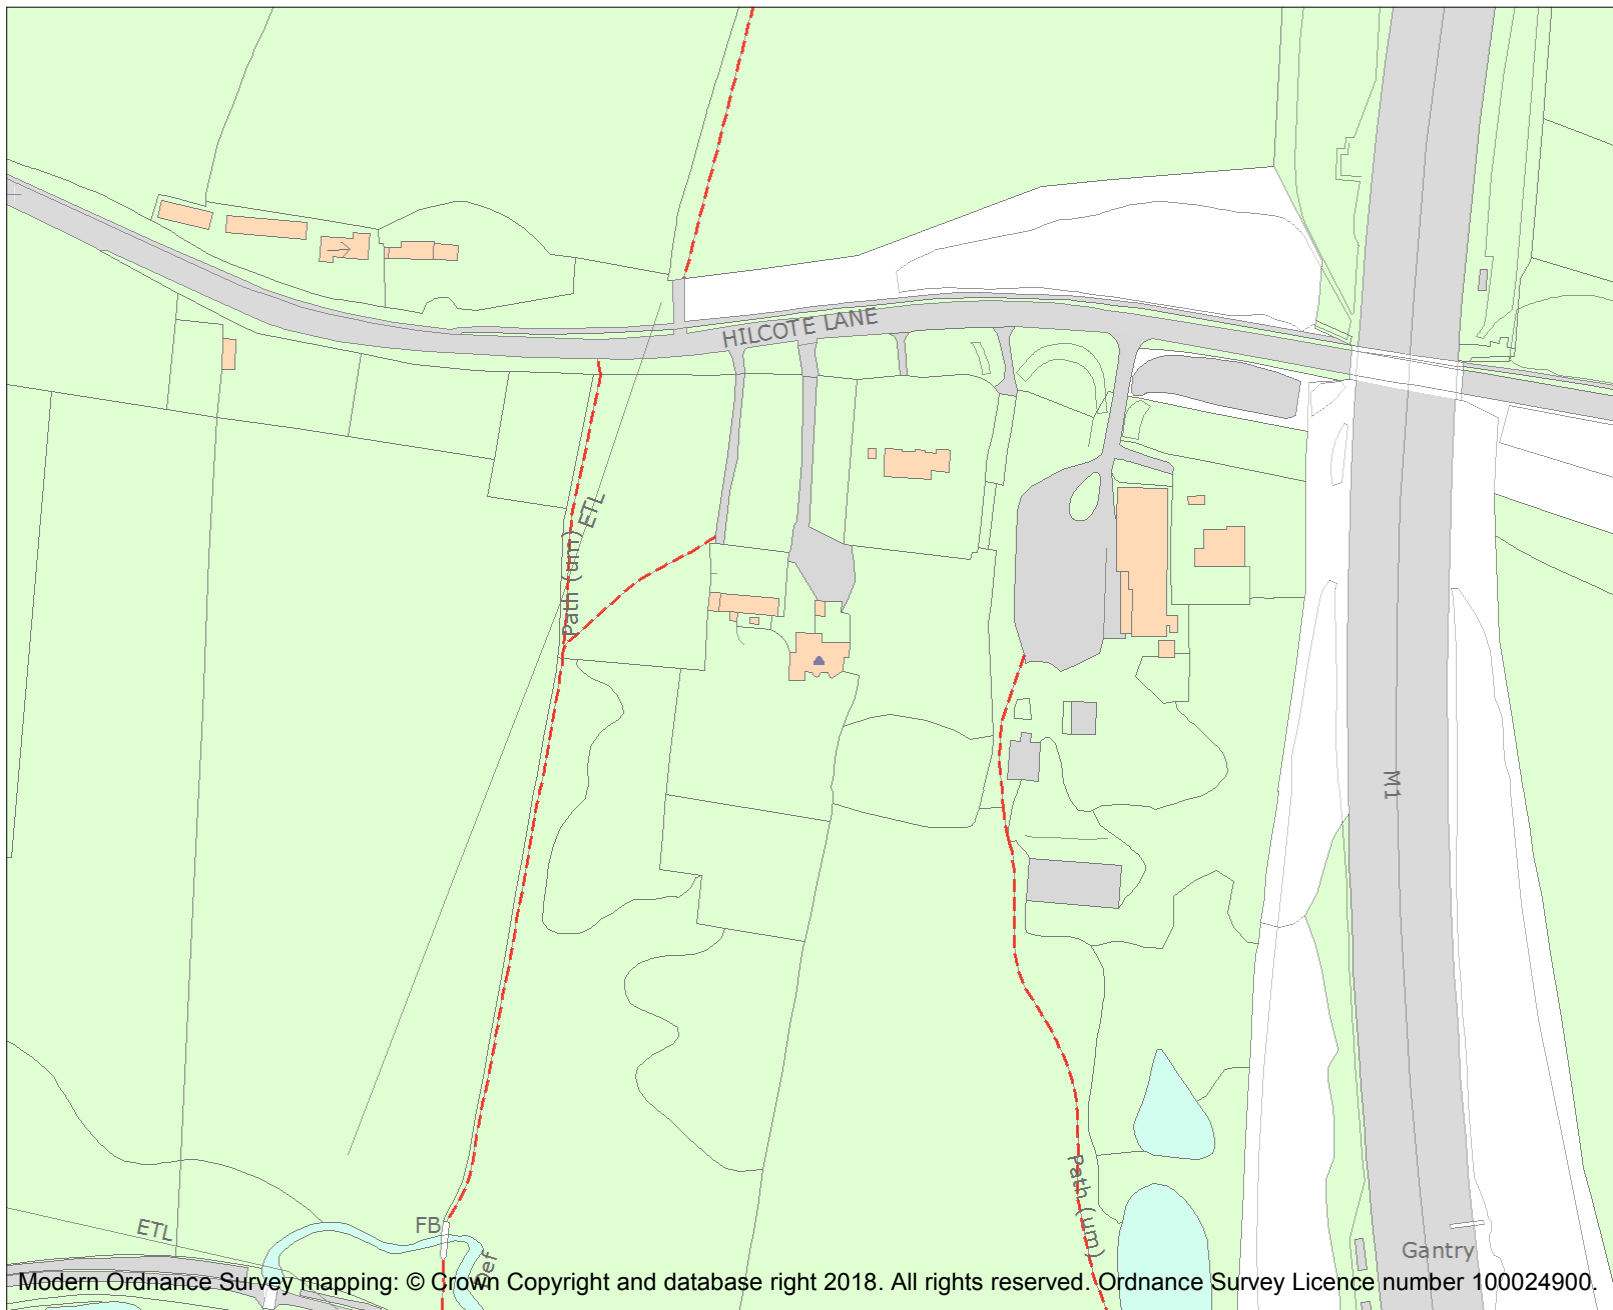 HILCOTE LANE
ETL
Path (um)
M1
Path (um)
FB
ETL
Def
Gantry
Modern Ordnance Survey mapping: © Crown Copyright and database right 2018. All rights reserved. Ordnance Survey Licence number 100024900.